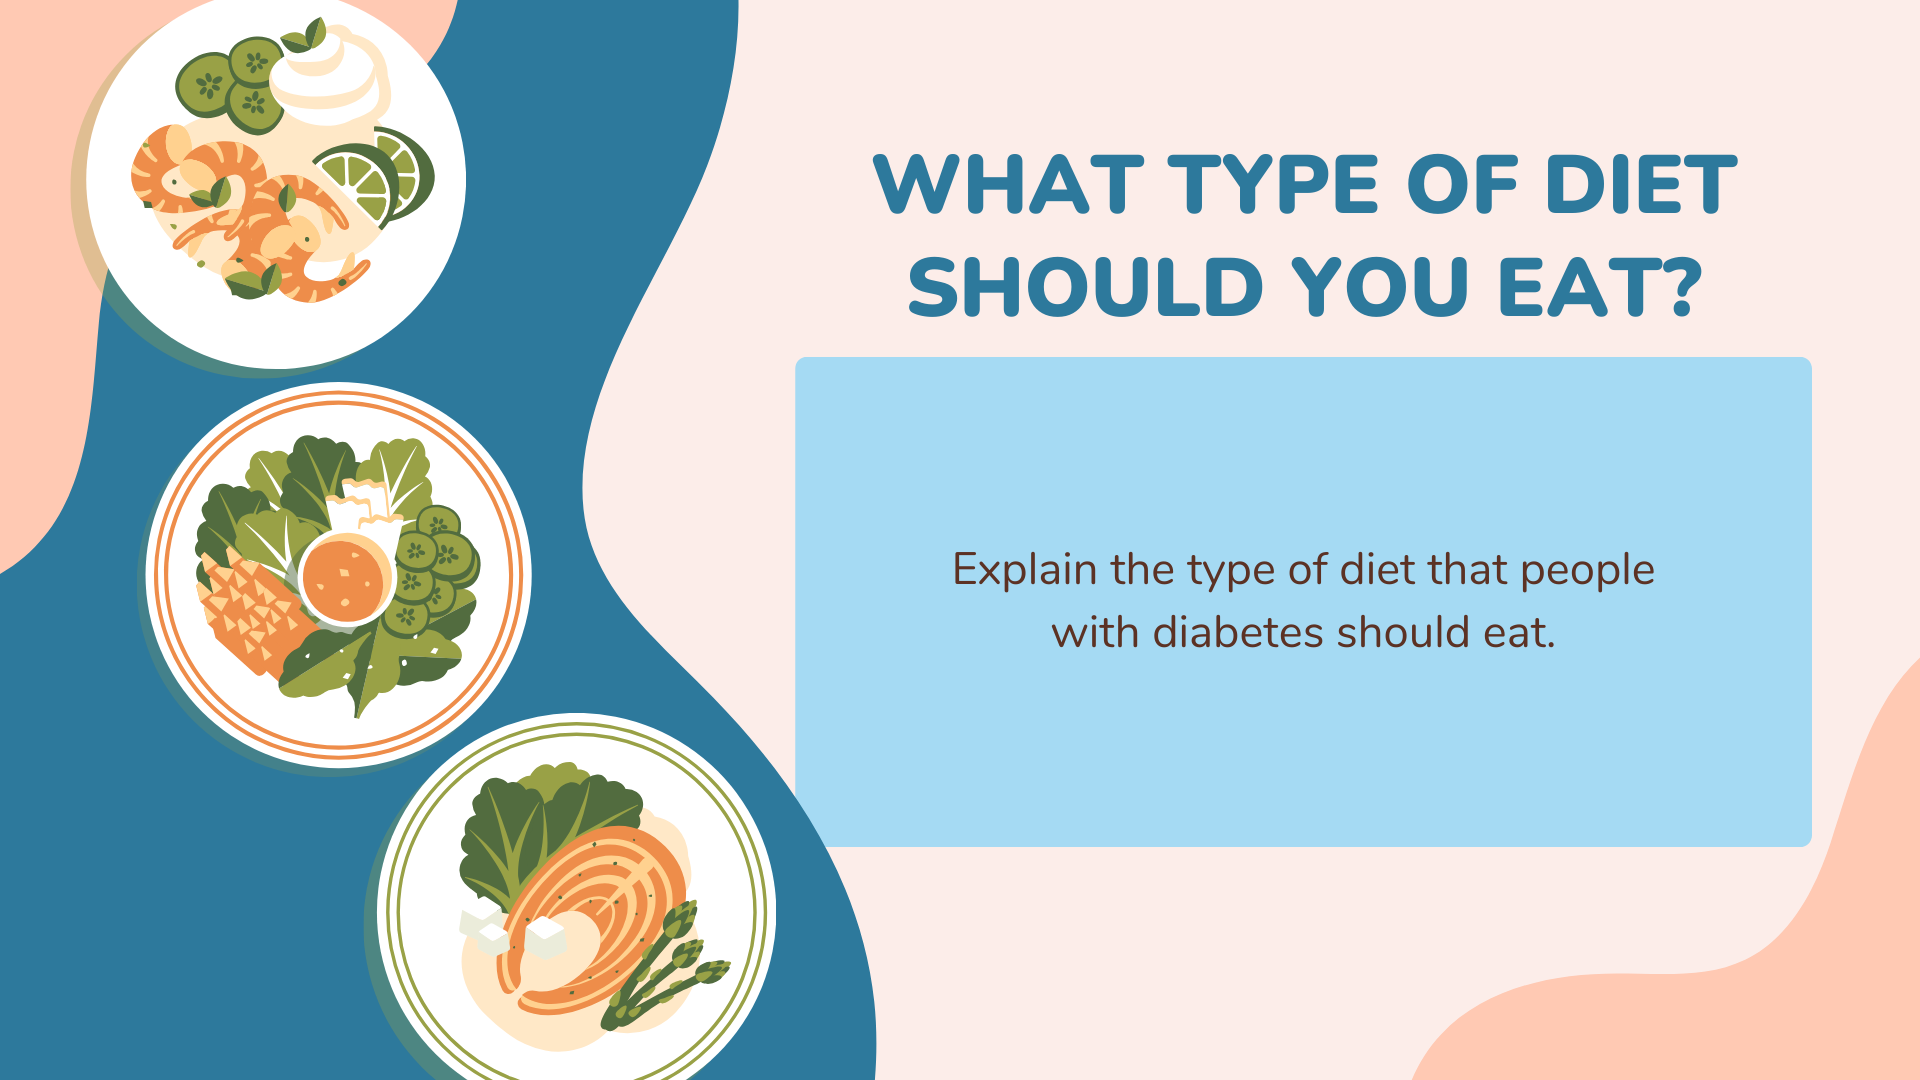 WHAT TYPE OF DIET
SHOULD YOU EAT?
Explain the type of diet that people
with diabetes should eat.